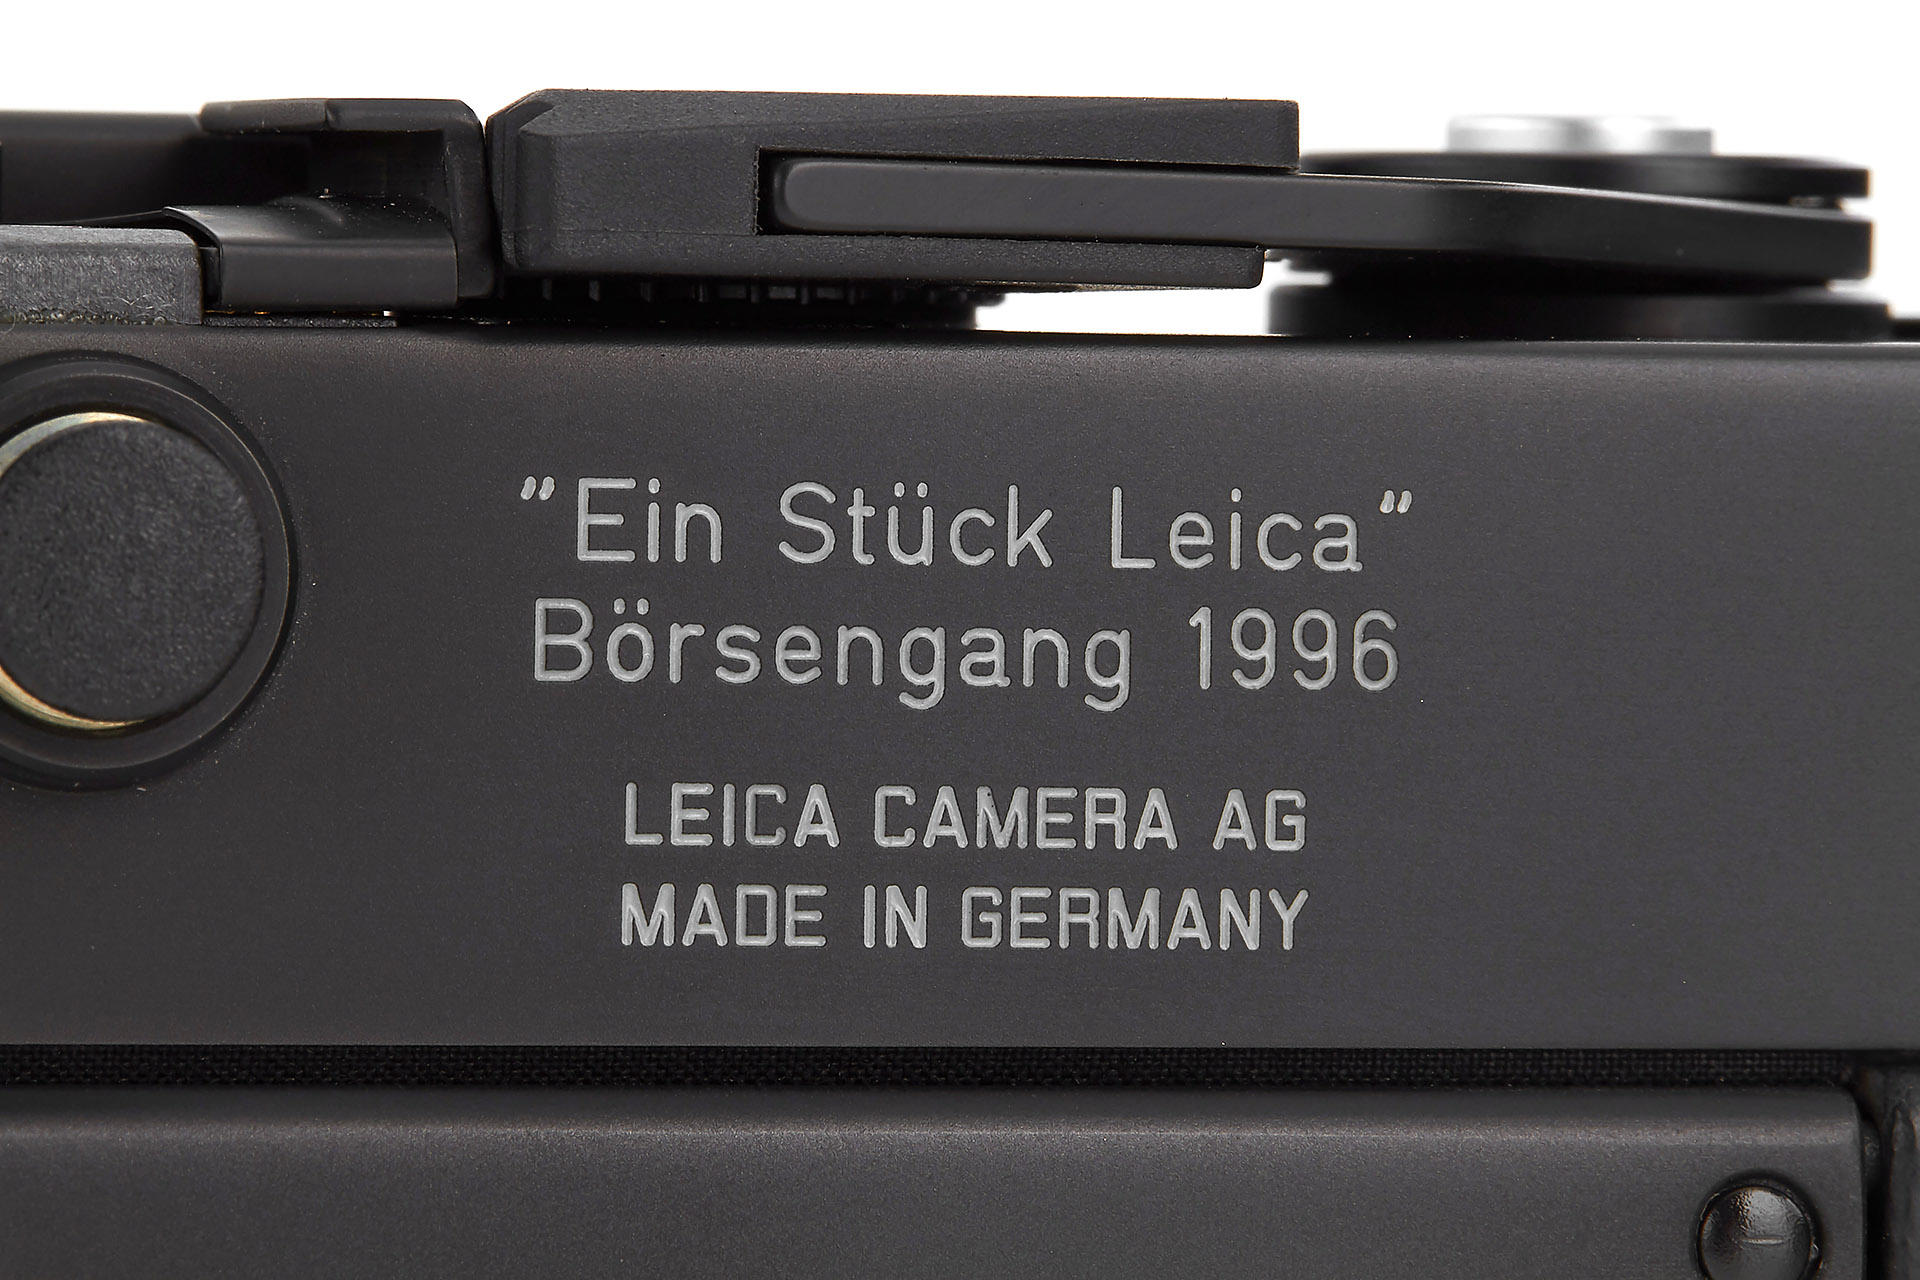 "Ein Stück Leica"
Börsengang 1996
LEICA CAMERA AG
MADE IN GERMANY